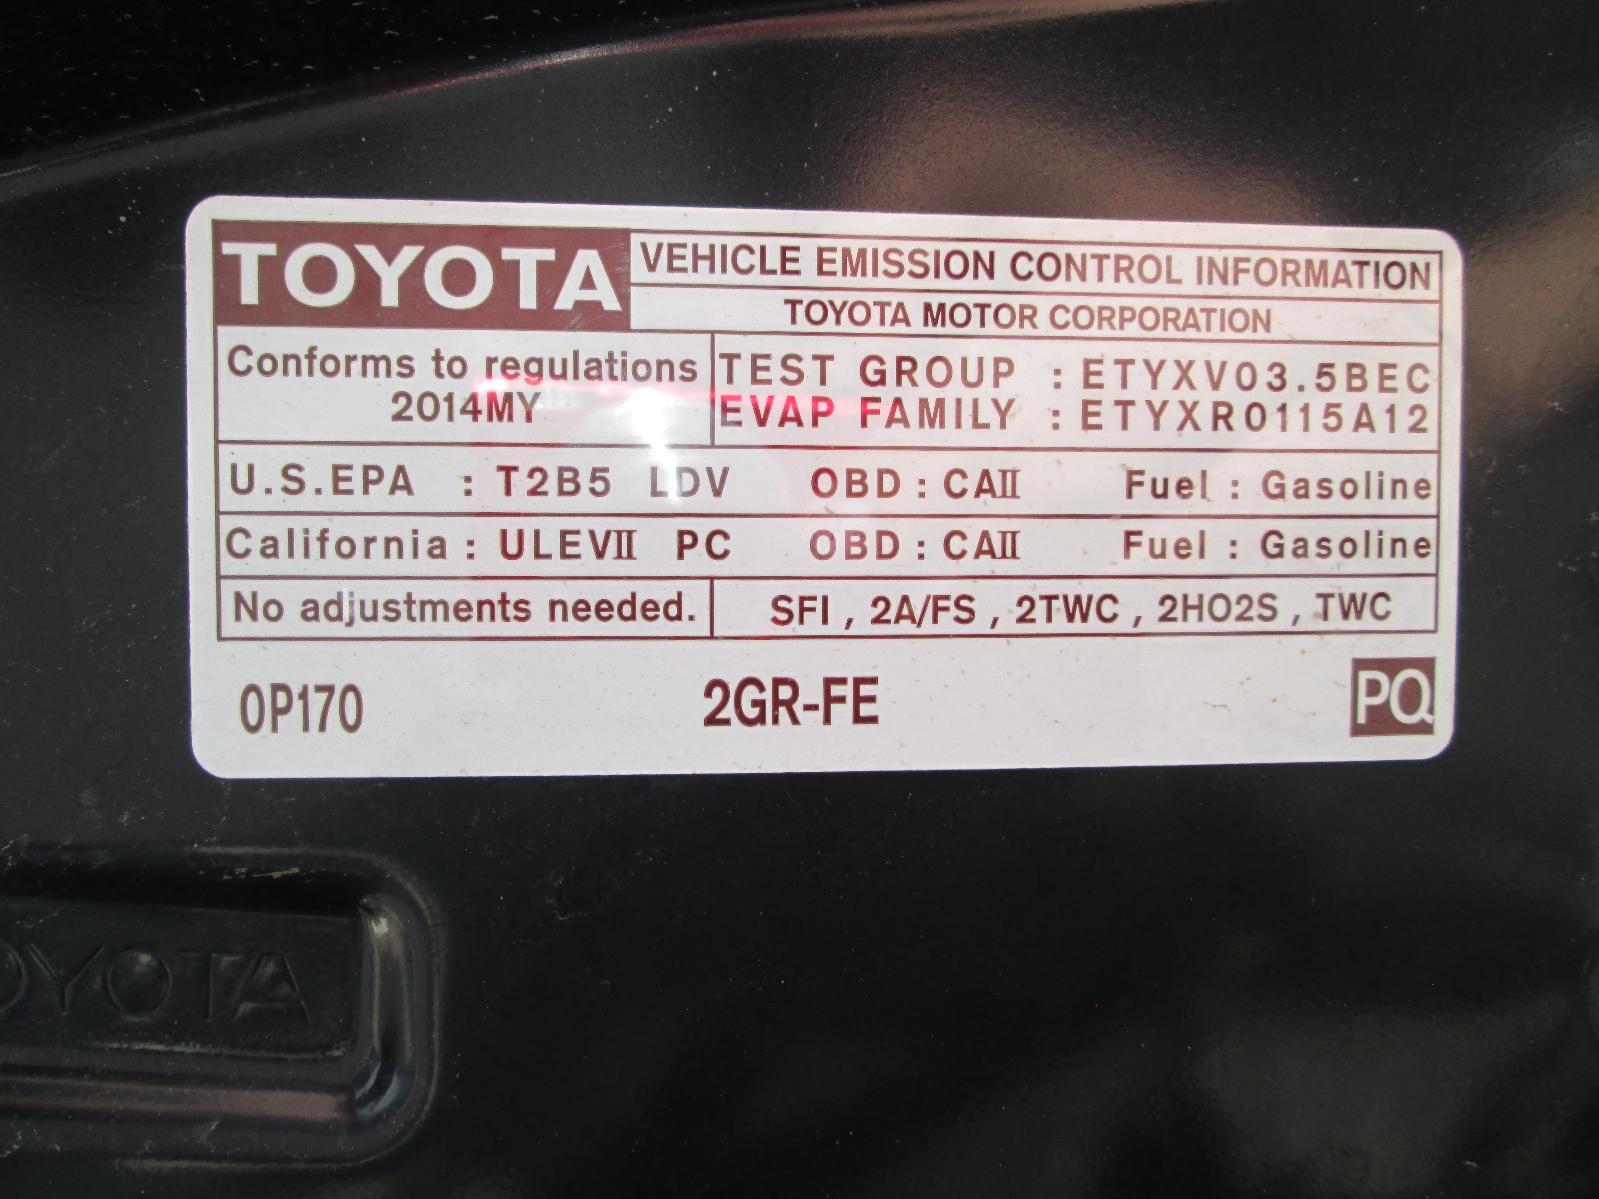 TOYOTA
VEHICLE EMISSION CONTROL INFORMATION
TOYOTA MOTOR CORPORATION
Conforms to regulations
2014MY
TEST GROUP : ETYXV03.5BEC
EVAP FAMILY : ETYXR0115A12
U.S.EPA : T2B5 LDV OBD : CAⅡ Fuel : Gasoline
California : ULEVⅡ PC OBD : CAⅡ Fuel : Gasoline
No adjustments needed.
SFI , 2A/FS , 2TWC , 2HO2S , TWC
0P170
2GR-FE
PQ
TOYOTA